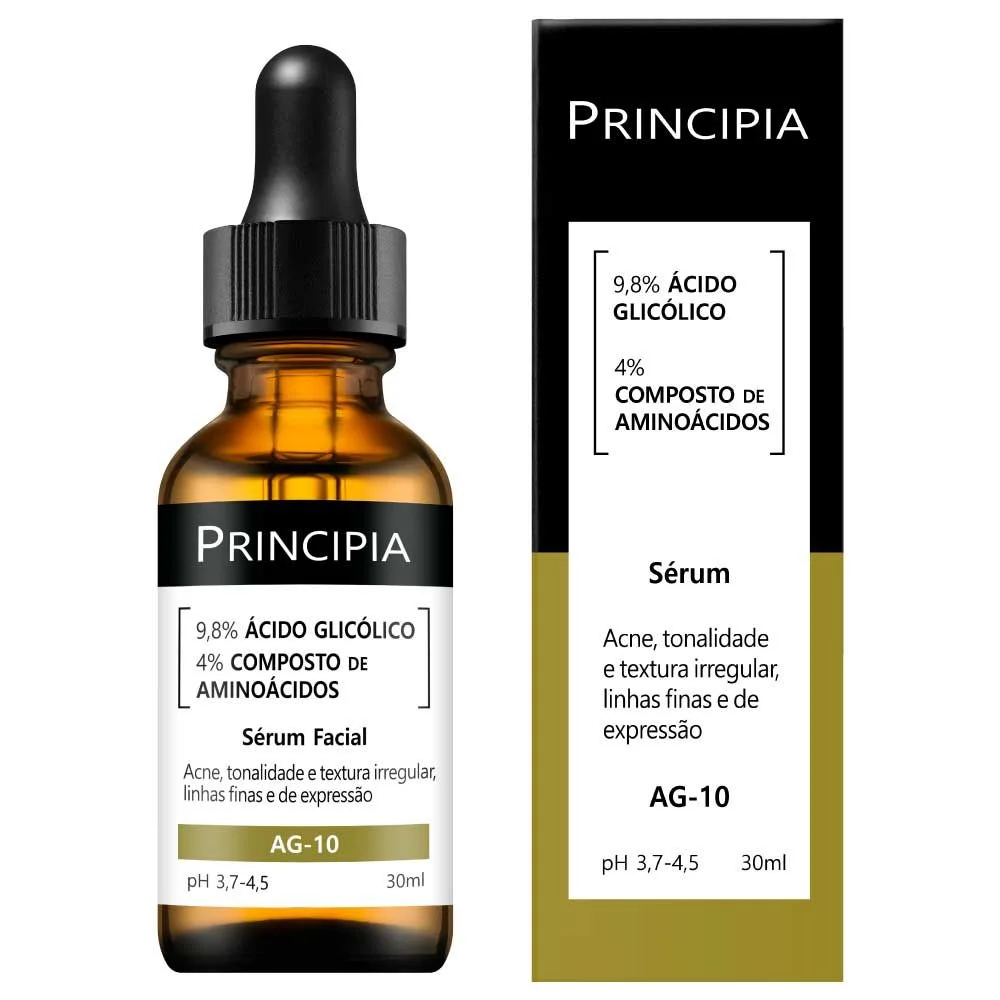 PRINCIPIA
9,8% ÁCIDO GLICÓLICO
4% COMPOSTO DE
AMINOÁCIDOS
Sérum Facial
Acne, tonalidade e textura irregular,
linhas finas e de expressão
AG-10
pH 3,7-4,5 30ml
PRINCIPIA
9,8% ÁCIDO
GLICÓLICO
4%
COMPOSTO DE
AMINOÁCIDOS
Sérum
Acne, tonalidade
e textura irregular,
linhas finas e de
expressão
AG-10
pH 3,7-4,5 30ml